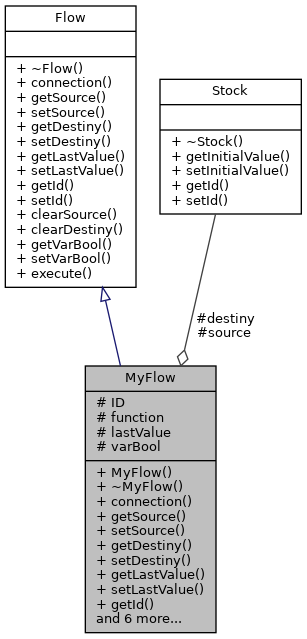 Flow
+ ~Flow()
+ connection()
+ getSource()
+ setSource()
+ getDestiny()
+ setDestiny()
+ getLastValue()
+ setLastValue()
+ getId()
+ setId()
+ clearSource()
+ clearDestiny()
+ getVarBool()
+ setVarBool()
+ execute()
Stock
+ ~Stock()
+ getInitialValue()
+ setInitialValue()
+ getId()
+ setId()
#destiny
#source
MyFlow
# ID
# function
# lastValue
# varBool
+ MyFlow()
+ ~MyFlow()
+ connection()
+ getSource()
+ setSource()
+ getDestiny()
+ setDestiny()
+ getLastValue()
+ setLastValue()
+ getId()
and 6 more...